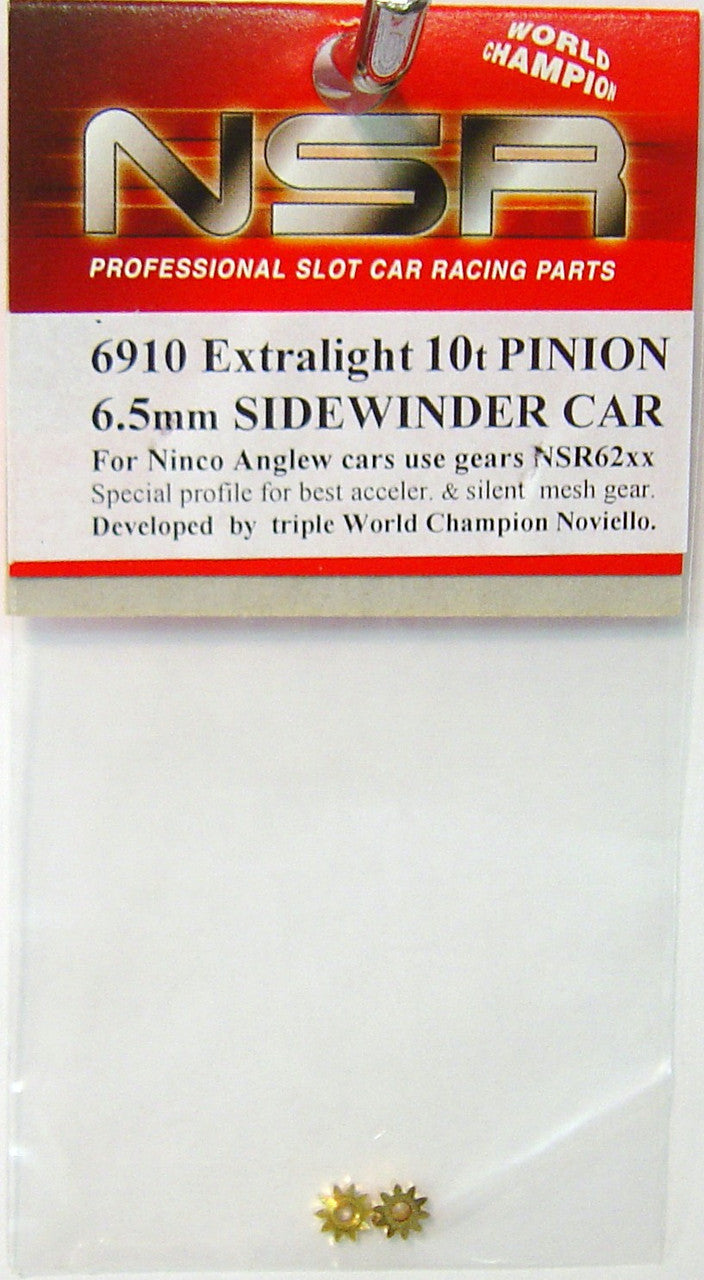 WORLD
CHAMPION
NSR
PROFESSIONAL SLOT CAR RACING PARTS
6910 Extralight 10t PINION
6.5mm SIDEWINDER CAR
For Ninco Anglew cars use gears NSR62xx
Special profile for best acceler. & silent mesh gear.
Developed by triple World Champion Noviello.